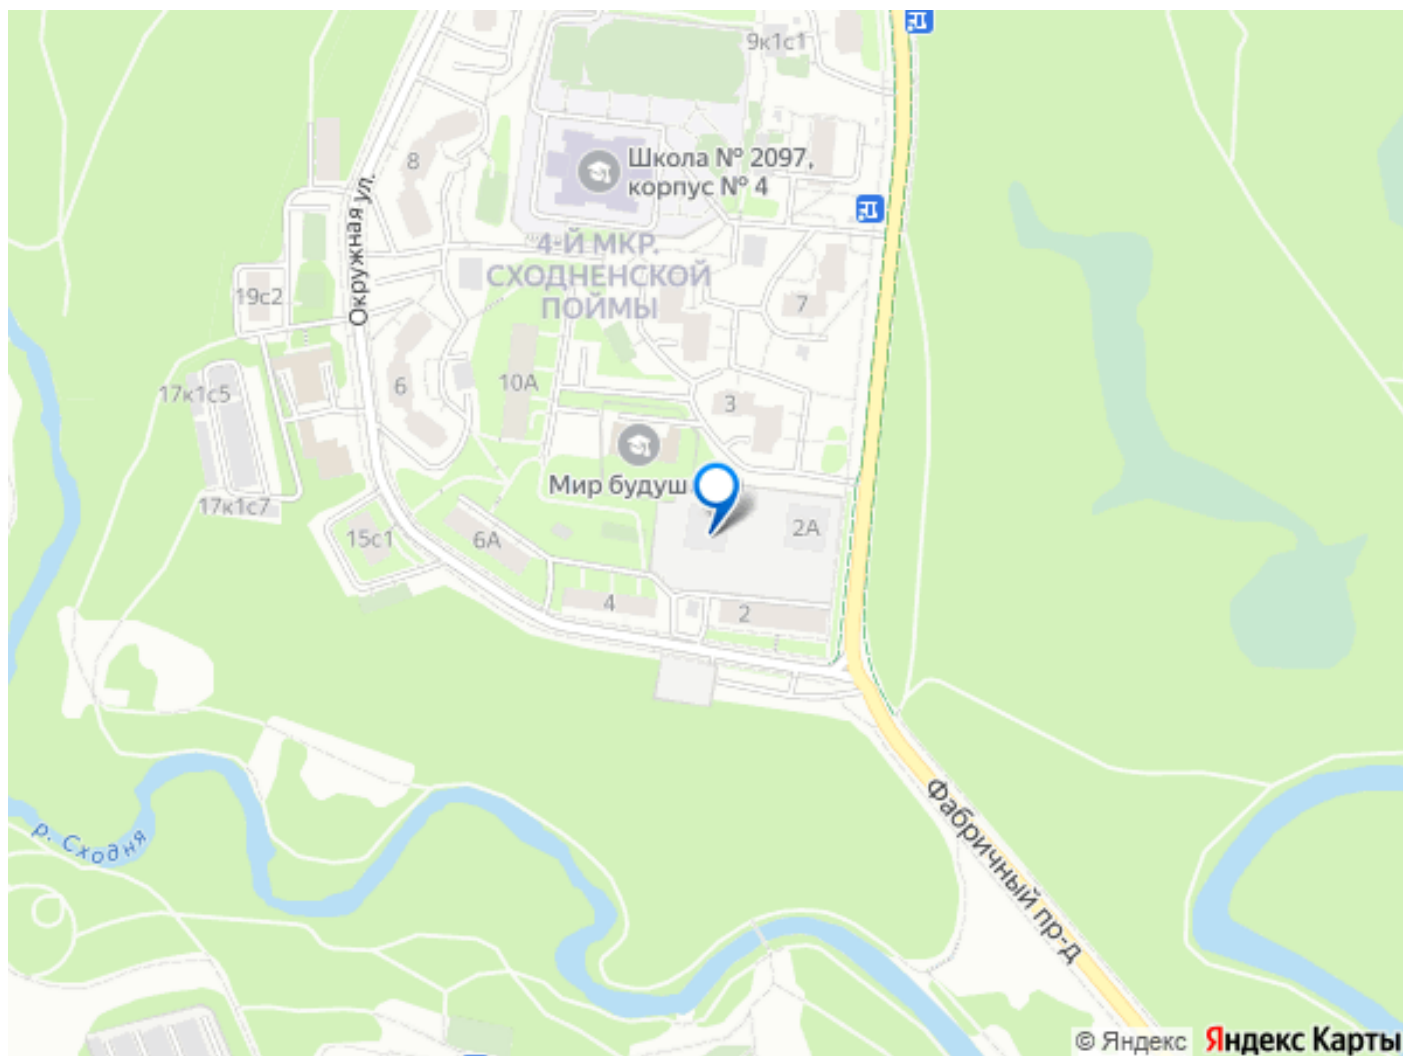 9к1с1
Школа № 2097,
корпус № 4
8
Окружная ул.
4-Й МКР.
СХОДНЕНСКОЙ
ПОЙМЫ
19с2
7
17к1с5
6
10А
3
Мир будущ
17к1с7
15с1
6А
2А
4
2
р. Сходня
Фабричный пр-д
© Яндекс Яндекс Карты